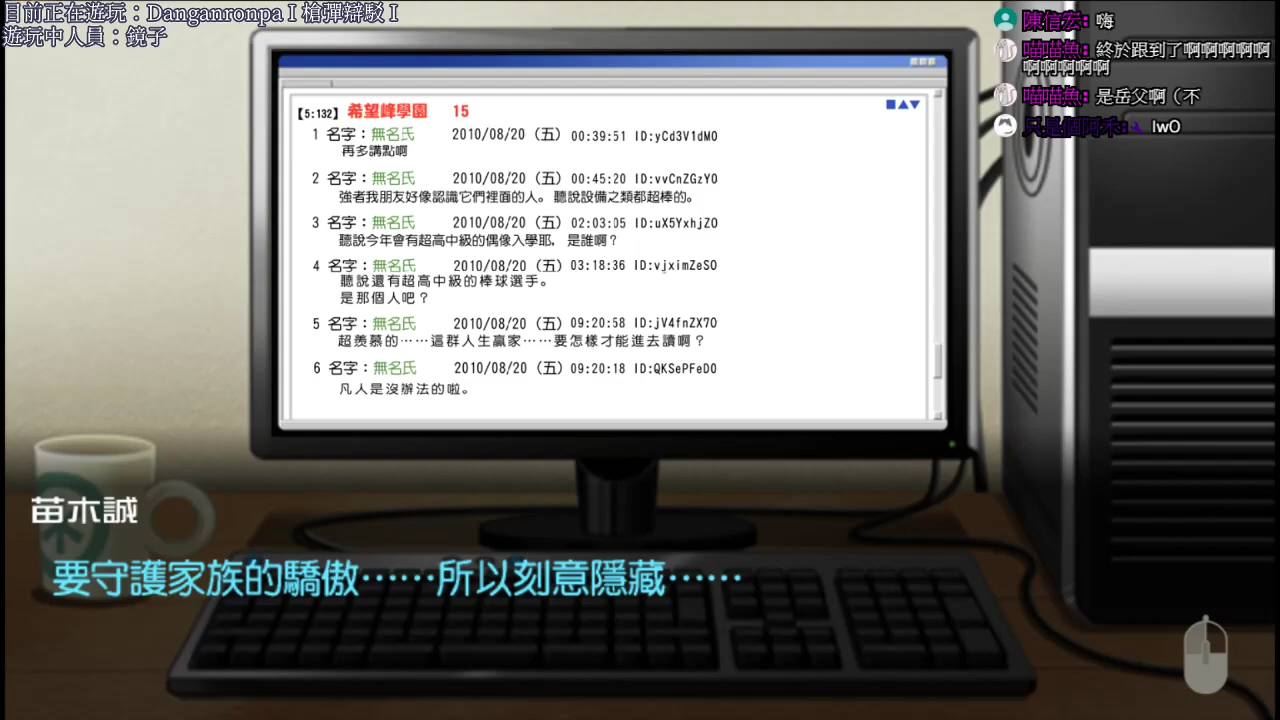 目前正在遊玩：Danganronpa I 槍彈辯駁 I
遊玩中人員：鏡子
陳信宏: 嗨
喵喵魚: 終於跟到了啊啊啊啊啊
啊啊啊啊啊
喵喵魚: 是岳父啊（不
只是個阿禾: lwO
【5:132】 希望峰學園 15
1 名字：無名氏 2010/08/20（五）00:39:51 ID:yCd3V1dM0
再多講點啊
2 名字：無名氏 2010/08/20（五）00:45:20 ID:vvCnZGzY0
強者我朋友好像認識它們裡面的人。聽說設備之類都超棒的。
3 名字：無名氏 2010/08/20（五）02:03:05 ID:uX5YxhjZ0
聽說今年會有超高中級的偶像入學耶，是誰啊？
4 名字：無名氏 2010/08/20（五）03:18:36 ID:vjximZeS0
聽說還有超高中級的棒球選手。
是那個人吧？
5 名字：無名氏 2010/08/20（五）09:20:58 ID:jV4fnZX70
超羨慕的……這群人生贏家……要怎樣才能進去讀啊？
6 名字：無名氏 2010/08/20（五）09:20:18 ID:QKSePFeD0
凡人是沒辦法的啦。
苗木誠
要守護家族的驕傲……所以刻意隱藏……